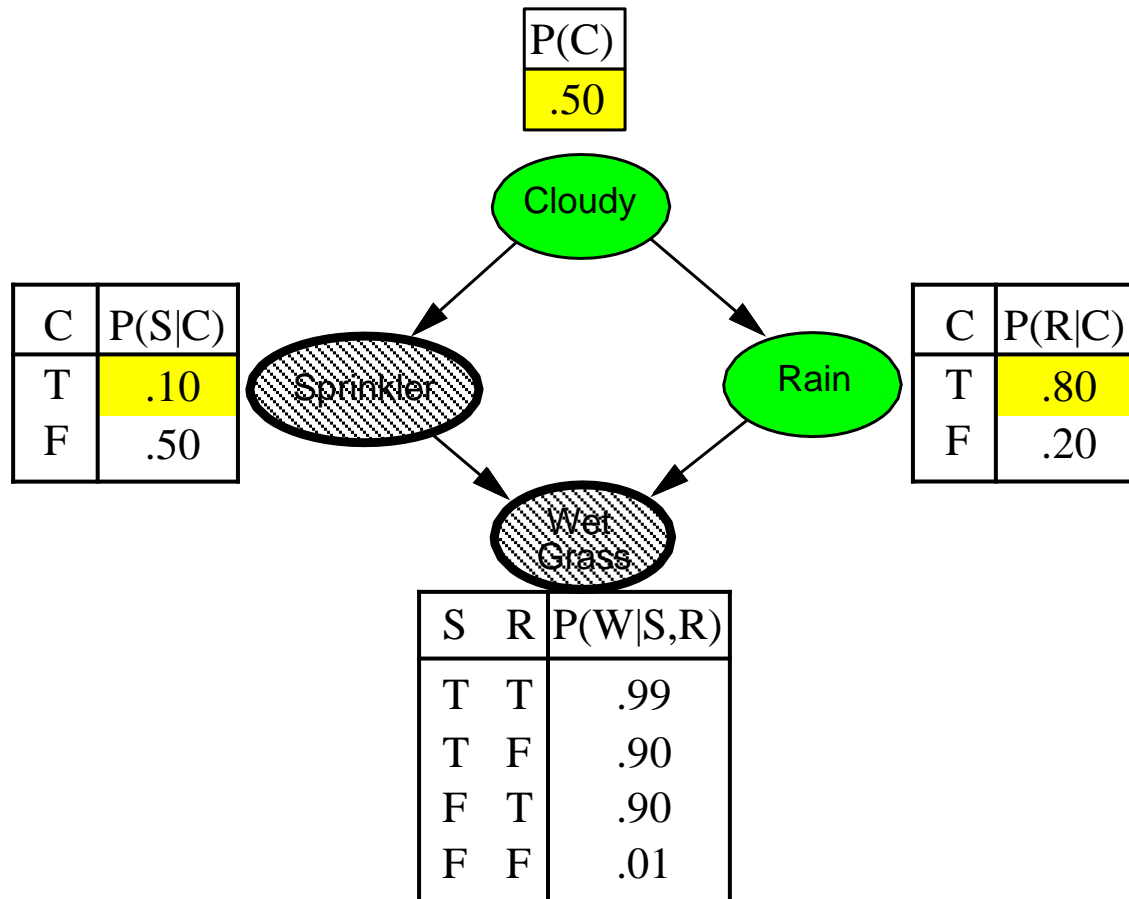 P(C)
.50
Cloudy
C P(S|C)
T .10
F .50
Sprinkler
Rain
C P(R|C)
T .80
F .20
Wet
Grass
S R P(W|S,R)
T T .99
T F .90
F T .90
F F .01